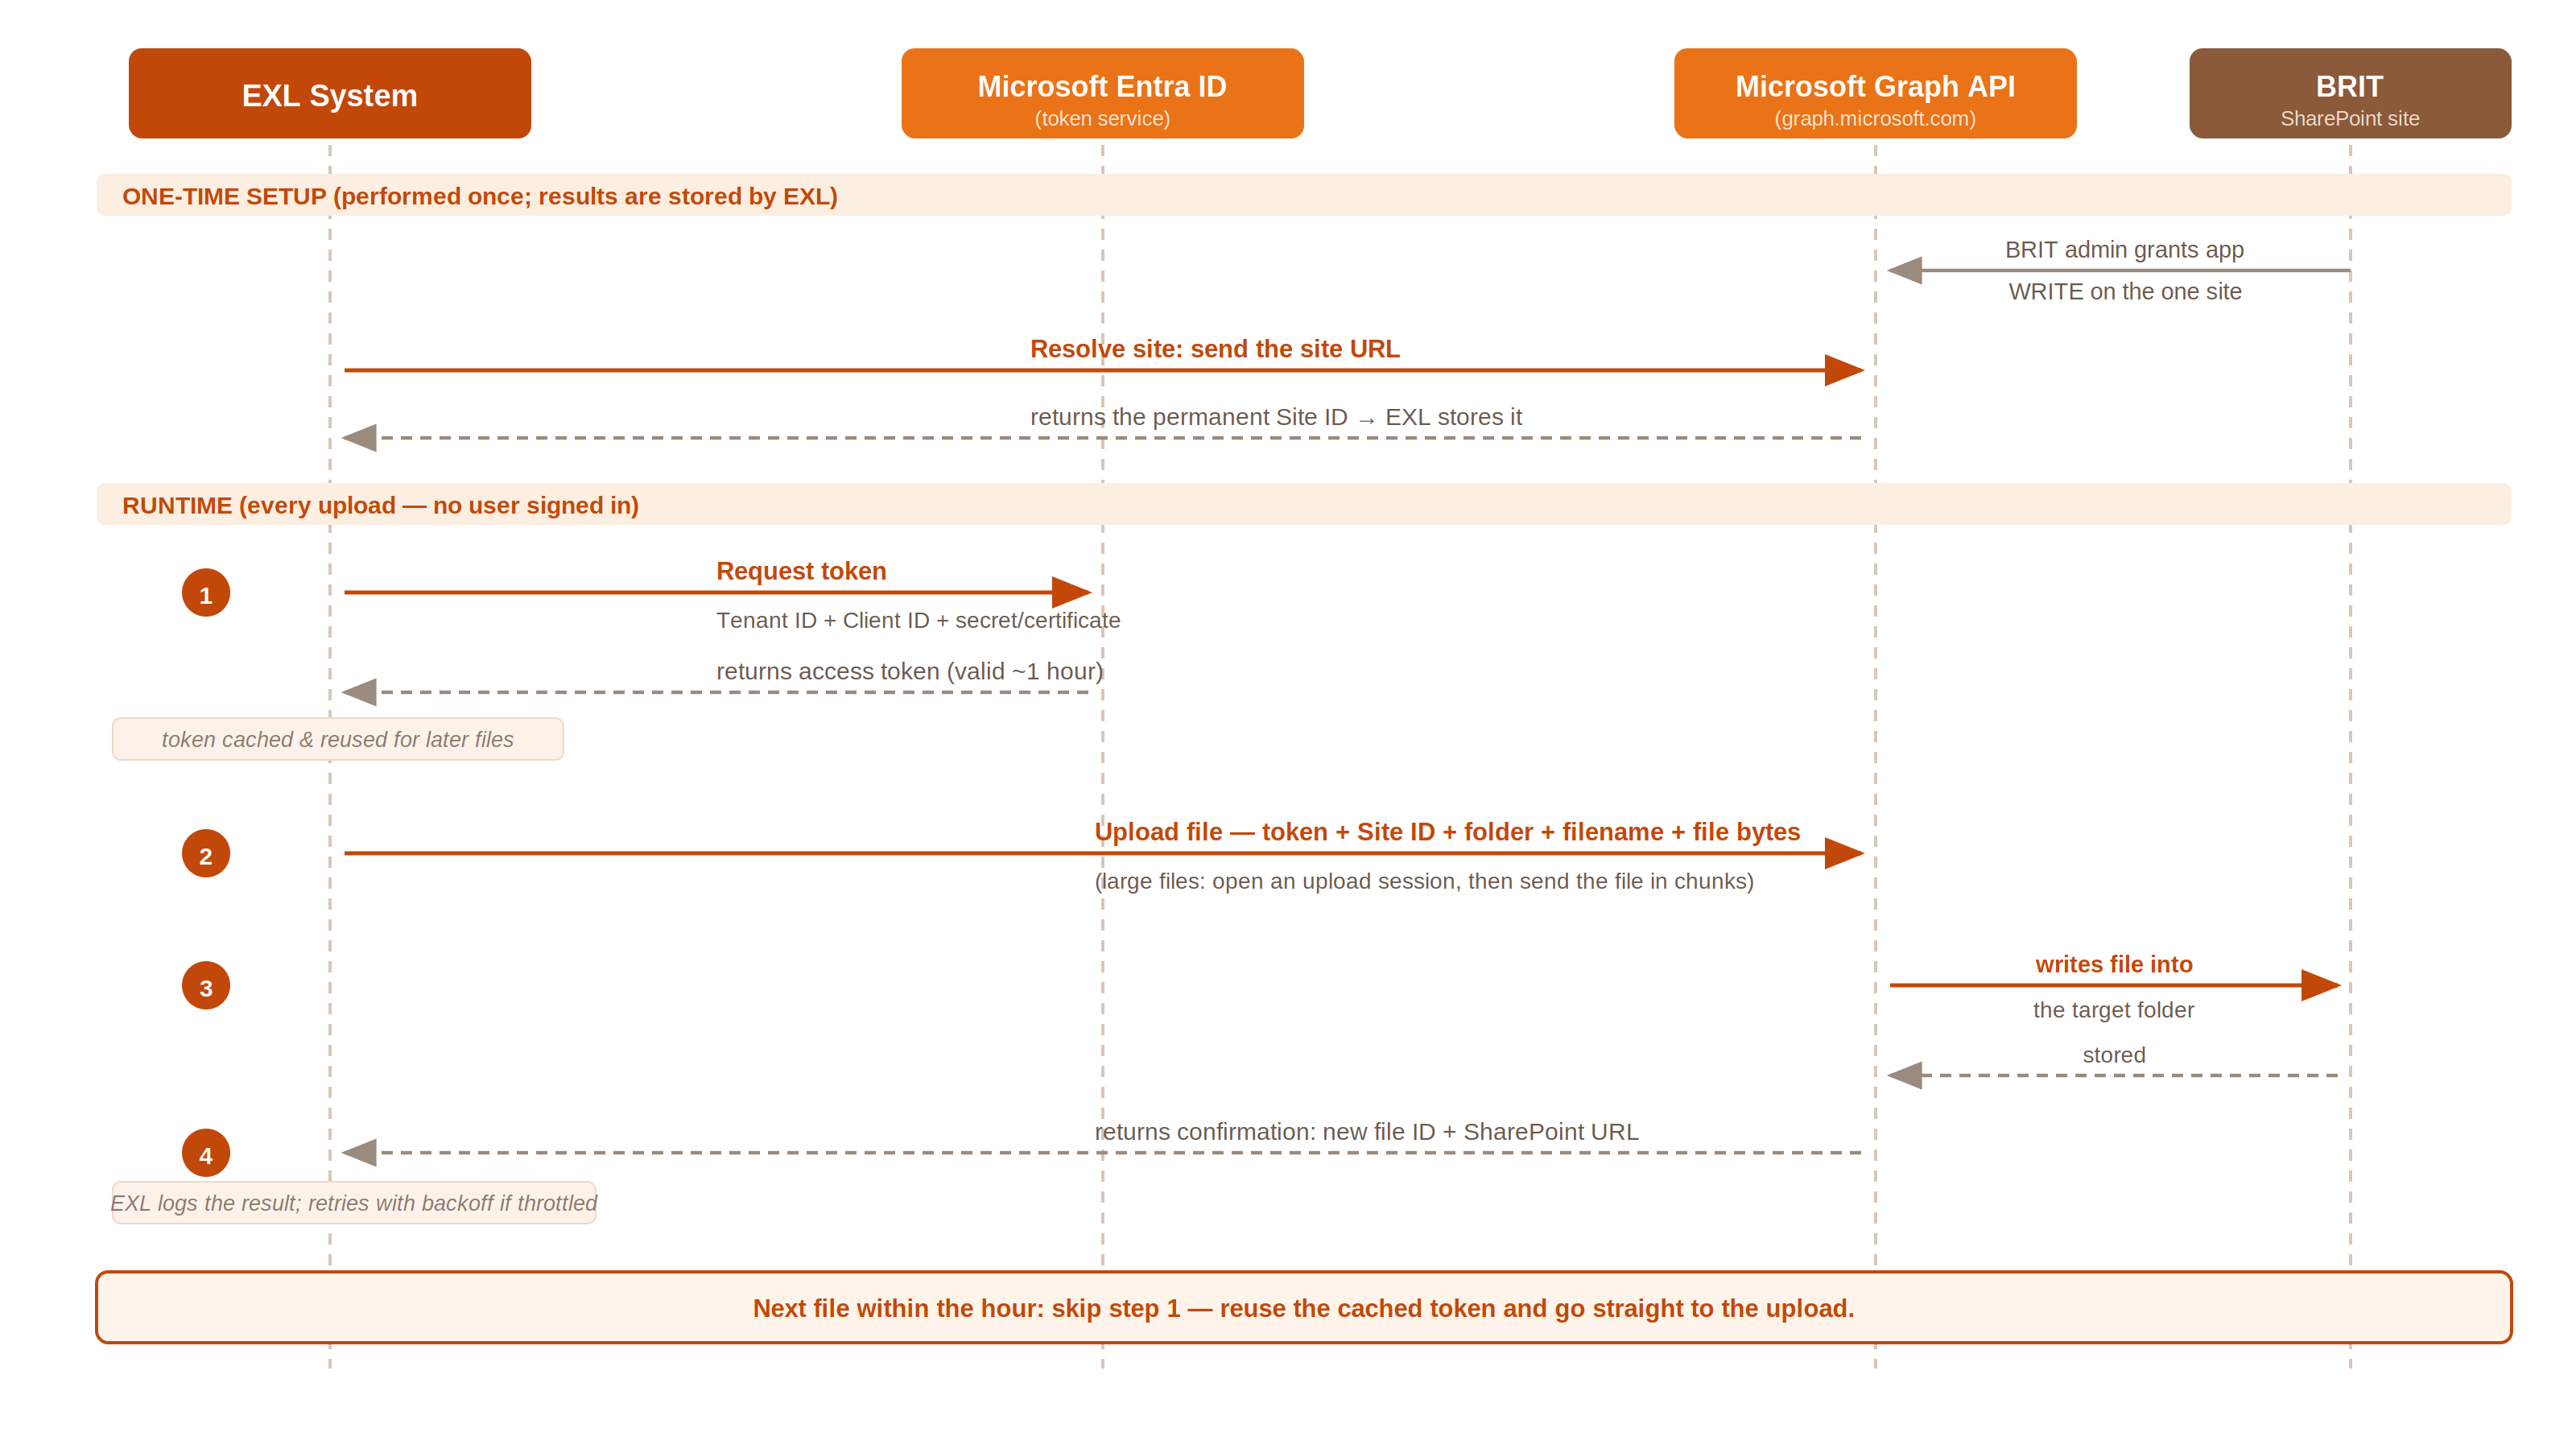 EXL System
Microsoft Entra ID
(token service)
Microsoft Graph API
(graph.microsoft.com)
BRIT
SharePoint site
ONE-TIME SETUP (performed once; results are stored by EXL)
BRIT admin grants app
WRITE on the one site
Resolve site: send the site URL
returns the permanent Site ID → EXL stores it
RUNTIME (every upload — no user signed in)
1
Request token
Tenant ID + Client ID + secret/certificate
returns access token (valid ~1 hour)
token cached & reused for later files
2
Upload file — token + Site ID + folder + filename + file bytes
(large files: open an upload session, then send the file in chunks)
3
writes file into
the target folder
stored
4
returns confirmation: new file ID + SharePoint URL
EXL logs the result; retries with backoff if throttled
Next file within the hour: skip step 1 — reuse the cached token and go straight to the upload.